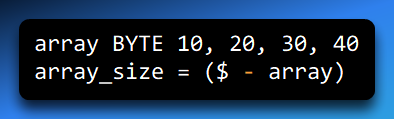 array BYTE 10, 20, 30, 40
array_size = ($ - array)